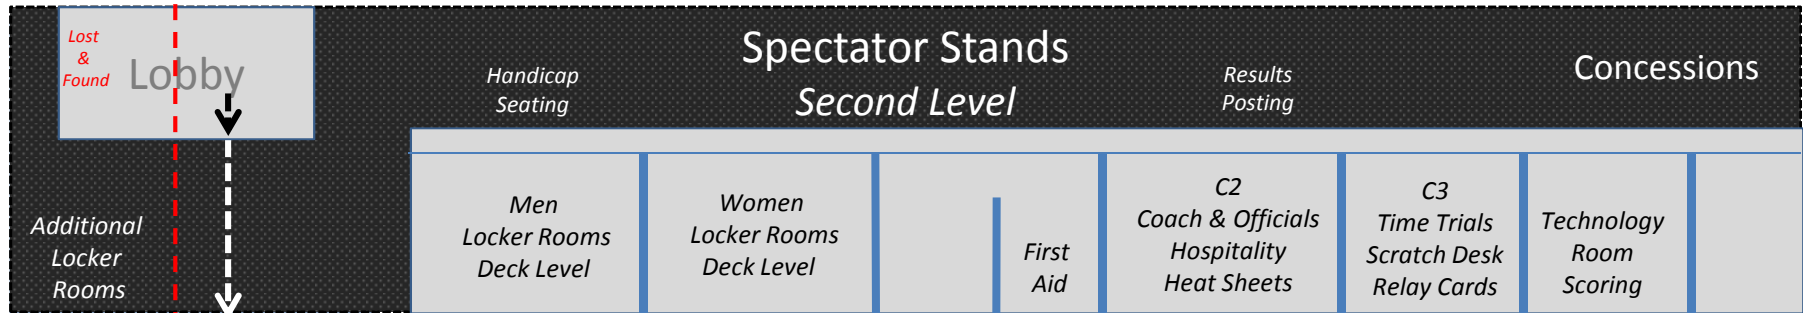 Lost
&
Found
Lobby
Handicap
Seating
Spectator Stands
Second Level
Results
Posting
Concessions
Additional
Locker
Rooms
Men
Locker Rooms
Deck Level
Women
Locker Rooms
Deck Level
First
Aid
C2
Coach & Officials
Hospitality
Heat Sheets
C3
Time Trials
Scratch Desk
Relay Cards
Technology
Room
Scoring